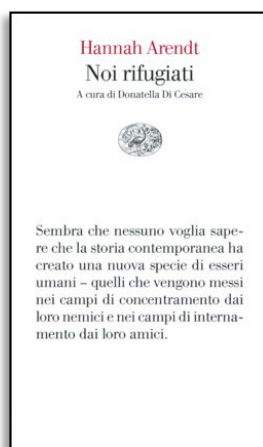 Hannah Arendt
Noi rifugiati
A cura di Donatella Di Cesare
Sembra che nessuno voglia sape-
re che la storia contemporanea ha
creato una nuova specie di esseri
umani – quelli che vengono messi
nei campi di concentramento dai
loro nemici e nei campi di interna-
mento dai loro amici.